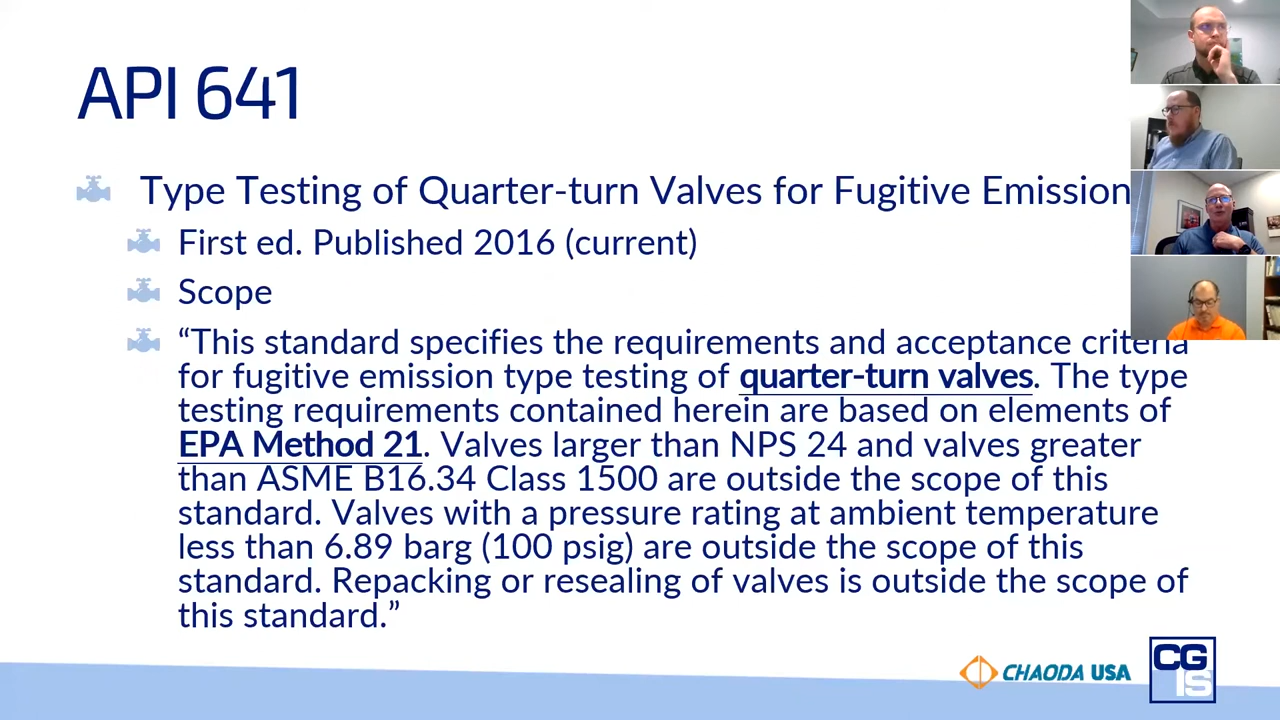 API 641
Type Testing of Quarter-turn Valves for Fugitive Emission
First ed. Published 2016 (current)
Scope
“This standard specifies the requirements and acceptance criteria
for fugitive emission type testing of quarter-turn valves. The type
testing requirements contained herein are based on elements of
EPA Method 21. Valves larger than NPS 24 and valves greater
than ASME B16.34 Class 1500 are outside the scope of this
standard. Valves with a pressure rating at ambient temperature
less than 6.89 barg (100 psig) are outside the scope of this
standard. Repacking or resealing of valves is outside the scope of
this standard.”
CHAODA USA
CG
IS